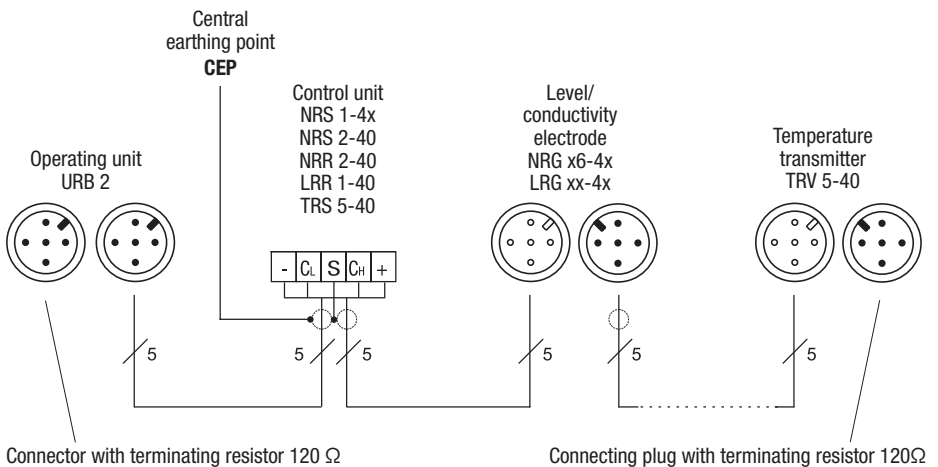 Central
earthing point
CEP
Control unit
NRS 1-4x
NRS 2-40
NRR 2-40
LRR 1-40
TRS 5-40
Level/
conductivity
electrode
NRG x6-4x
LRG xx-4x
Temperature
transmitter
TRV 5-40
Operating unit
URB 2
- CL S CH +
5
5
5
5
5
5
Connector with terminating resistor 120 Ω
Connecting plug with terminating resistor 120Ω